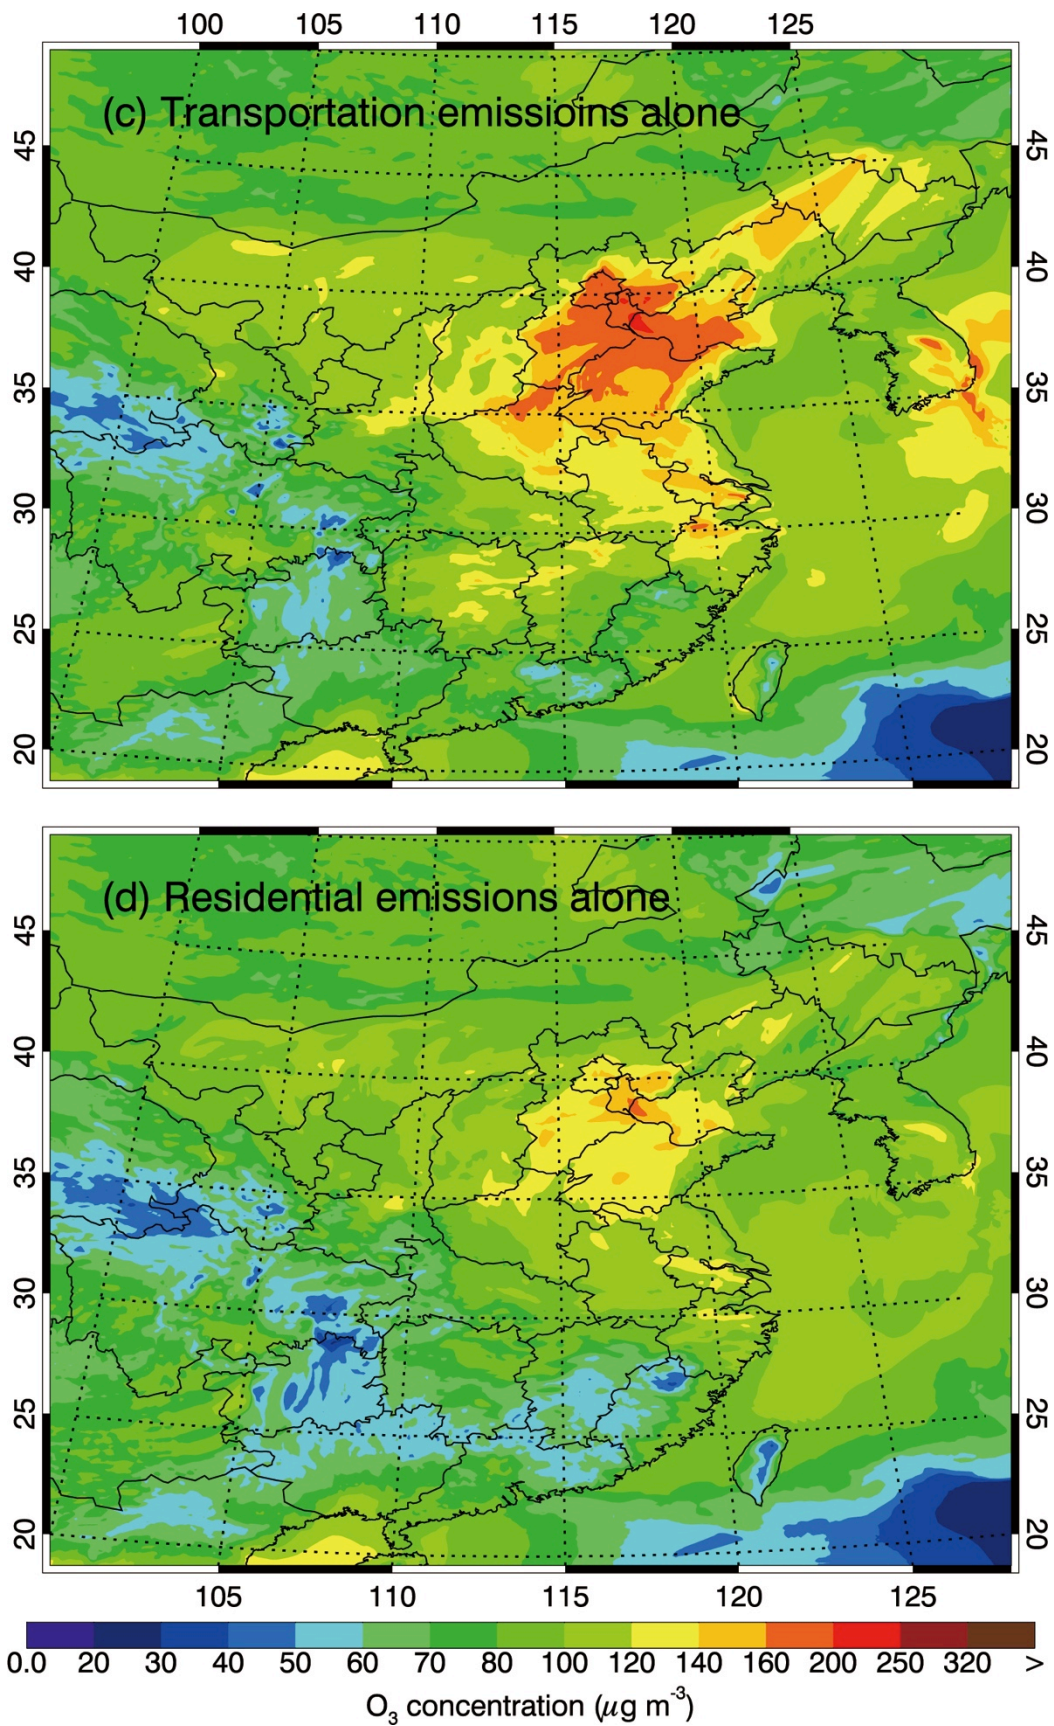 100 105 110 115 120 125
(c) Transportation emissioins alone
45 45
40 40
35 35
30 30
25 25
20 20
(d) Residential emissions alone
45 45
40 40
35 35
30 30
25 25
20 20
105 110 115 120 125
0.0 20 30 40 50 60 70 80 100 120 140 160 200 250 320 >
O₃ concentration (μg m⁻³)